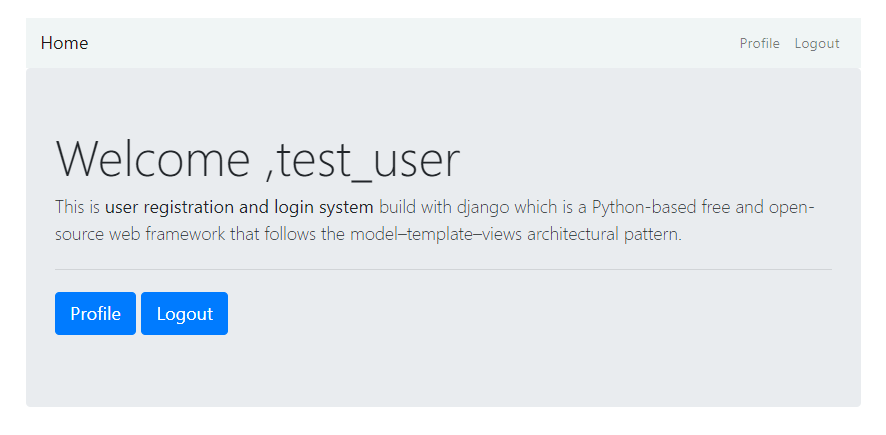 Home
Profile Logout
Welcome ,test_user
This is user registration and login system build with django which is a Python-based free and open-
source web framework that follows the model–template–views architectural pattern.
Profile Logout